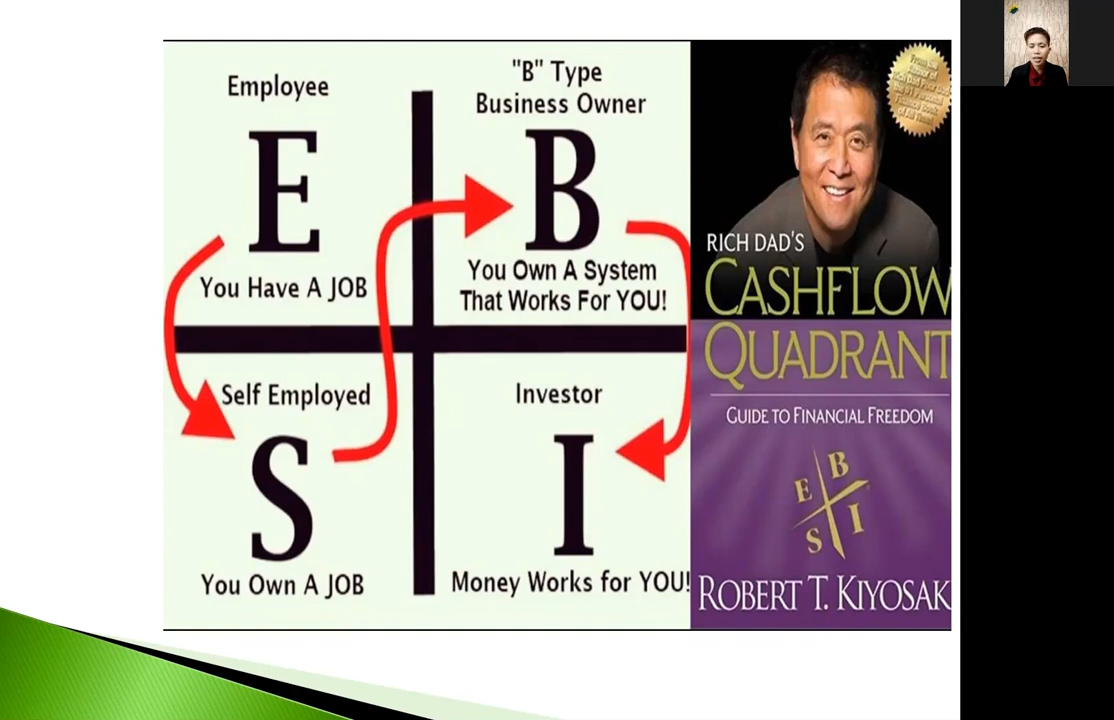 Employee
E
You Have A JOB
"B" Type
Business Owner
B
You Own A System
That Works For YOU!
Self Employed
S
You Own A JOB
Investor
I
Money Works for YOU!
RICH DAD'S
CASHFLOW
QUADRANT
GUIDE TO FINANCIAL FREEDOM
E B
S I
ROBERT T. KIYOSAK